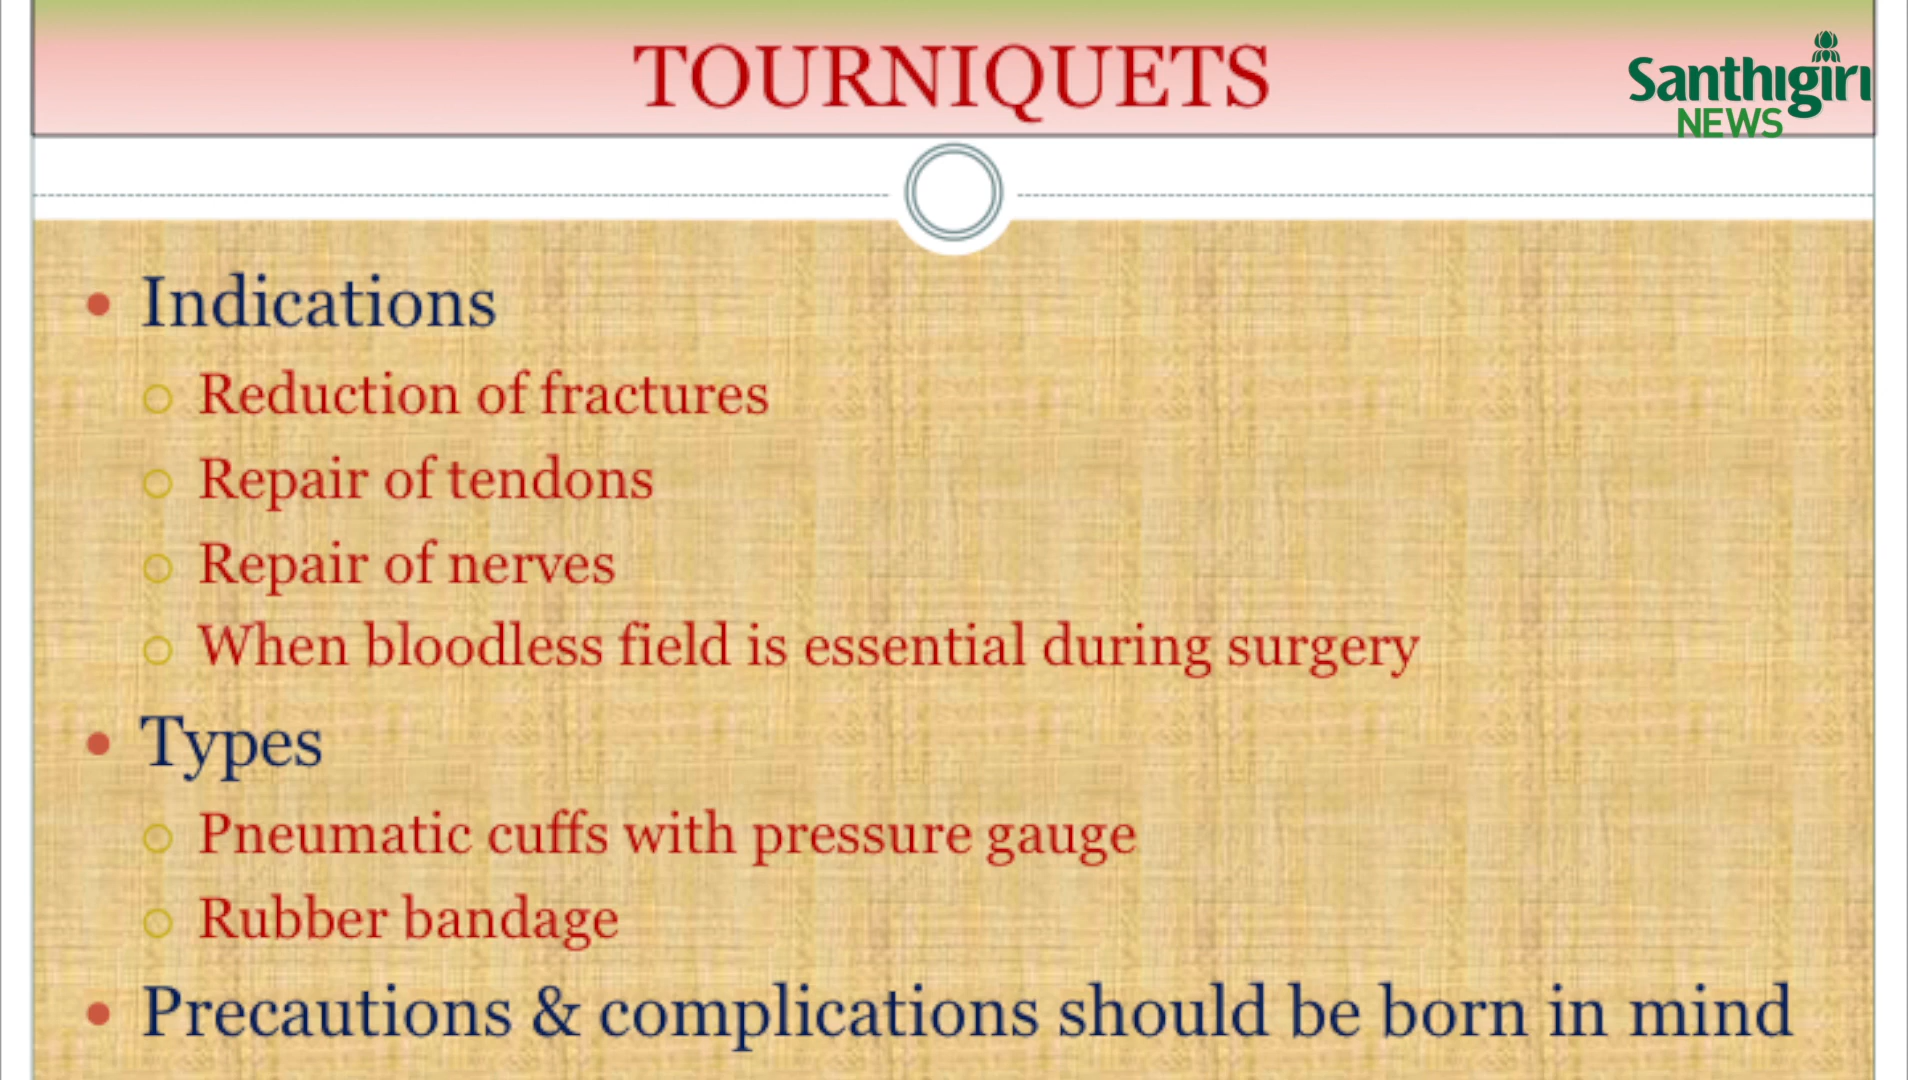 TOURNIQUETS
Santhigiri
NEWS
Indications
Reduction of fractures
Repair of tendons
Repair of nerves
When bloodless field is essential during surgery
Types
Pneumatic cuffs with pressure gauge
Rubber bandage
Precautions & complications should be born in mind